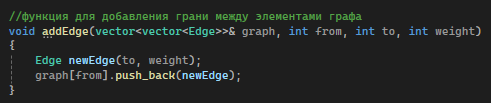 //функция для добавления грани между элементами графа
void addEdge(vector<vector<Edge>>& graph, int from, int to, int weight)
{
    Edge newEdge(to, weight);
    graph[from].push_back(newEdge);
}